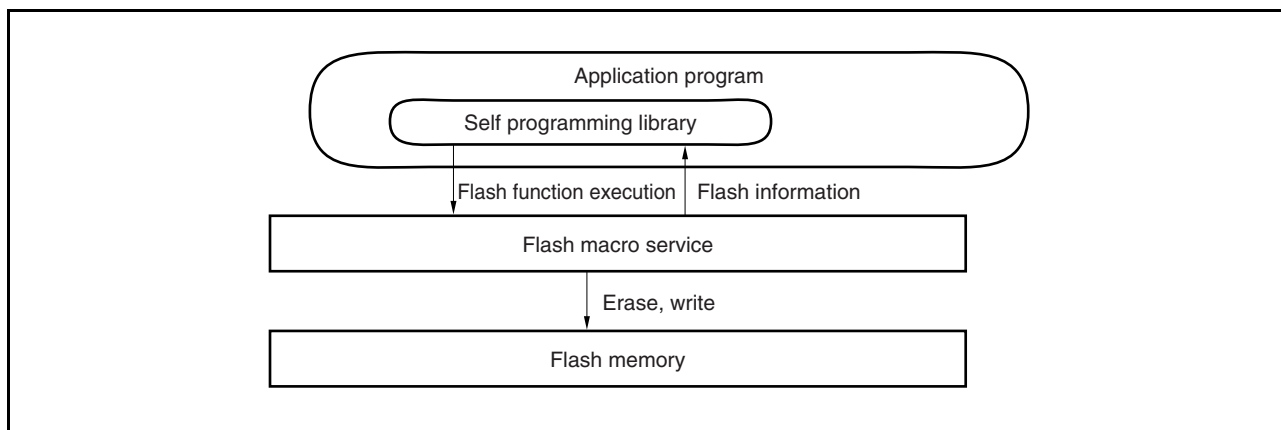 Application program
Self programming library
Flash function execution
Flash information
Flash macro service
Erase, write
Flash memory